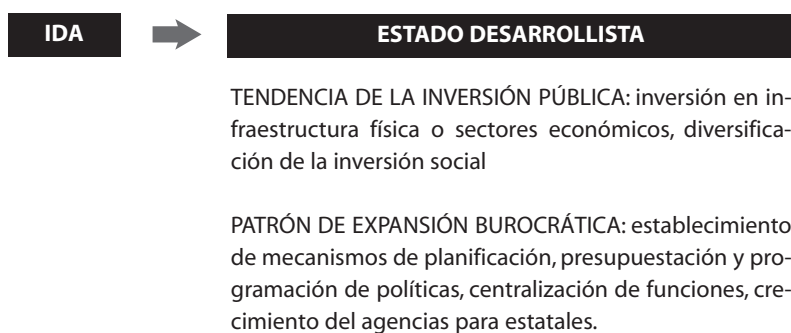 IDA
ESTADO DESARROLLISTA
TENDENCIA DE LA INVERSIÓN PÚBLICA: inversión en in-
fraestructura física o sectores económicos, diversifica-
ción de la inversión social
PATRÓN DE EXPANSIÓN BUROCRÁTICA: establecimiento
de mecanismos de planificación, presupuestación y pro-
gramación de políticas, centralización de funciones, cre-
cimiento del agencias para estatales.